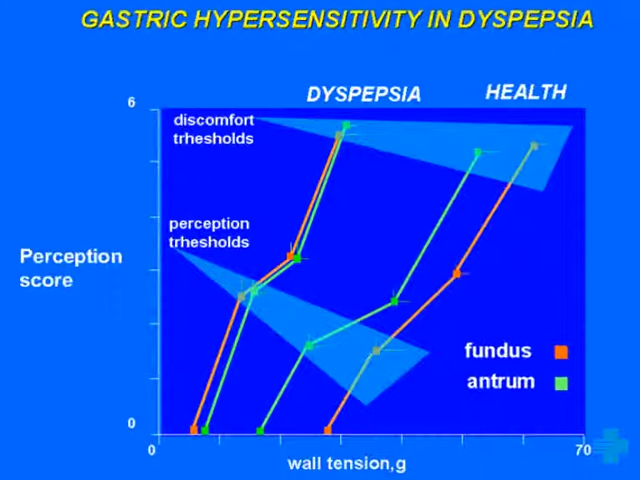 GASTRIC HYPERSENSITIVITY IN DYSPEPSIA
DYSPEPSIA
HEALTH
6
discomfort
trhesholds
perception
trhesholds
Perception
score
fundus
antrum
0
0
70
wall tension,g